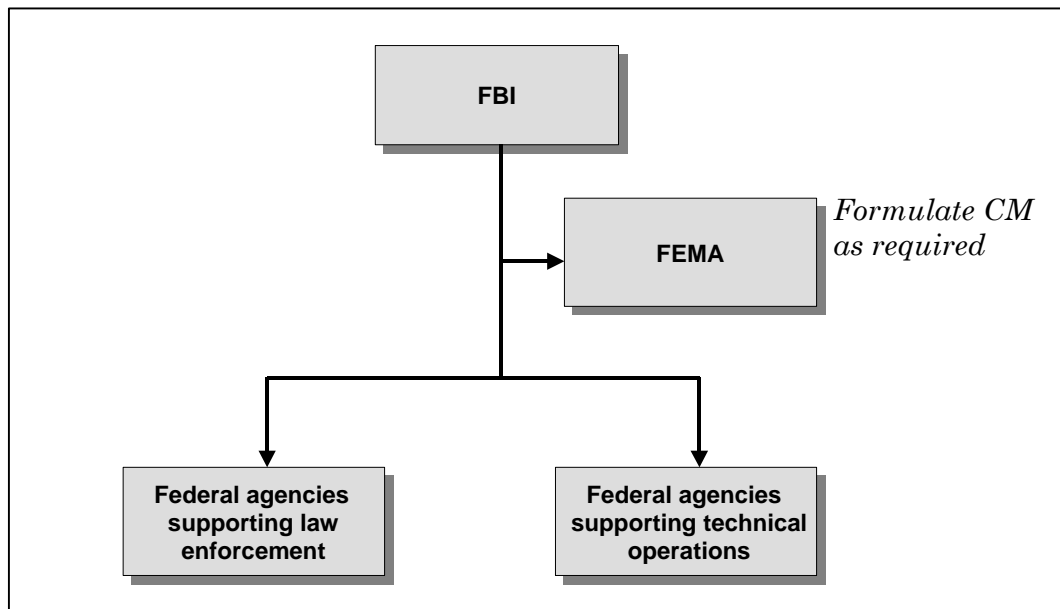 FBI
FEMA
Formulate CM
as required
Federal agencies
supporting law
enforcement
Federal agencies
supporting technical
operations